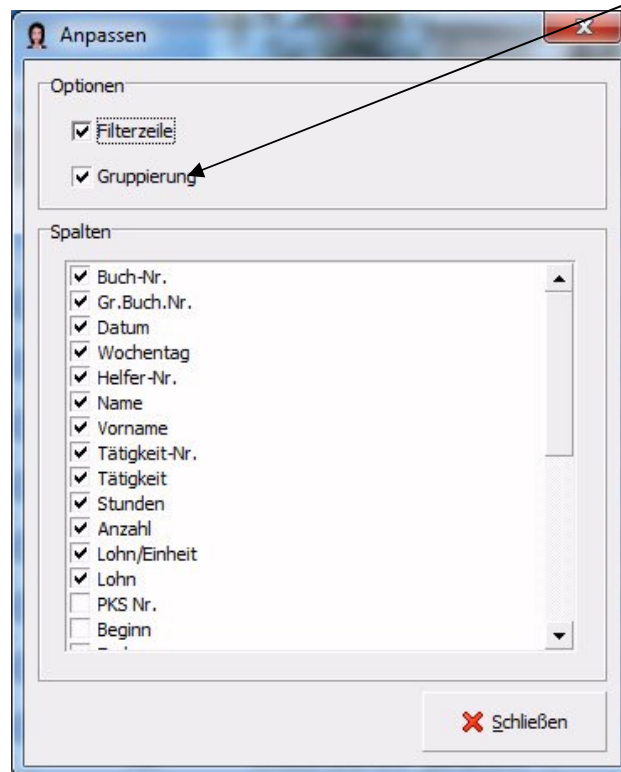 Anpassen
Optionen
Filterzeile
Gruppierung
Spalten
Buch-Nr.
Gr.Buch.Nr.
Datum
Wochentag
Helfer-Nr.
Name
Vorname
Tätigkeit-Nr.
Tätigkeit
Stunden
Anzahl
Lohn/Einheit
Lohn
PKS Nr.
Beginn
Schließen